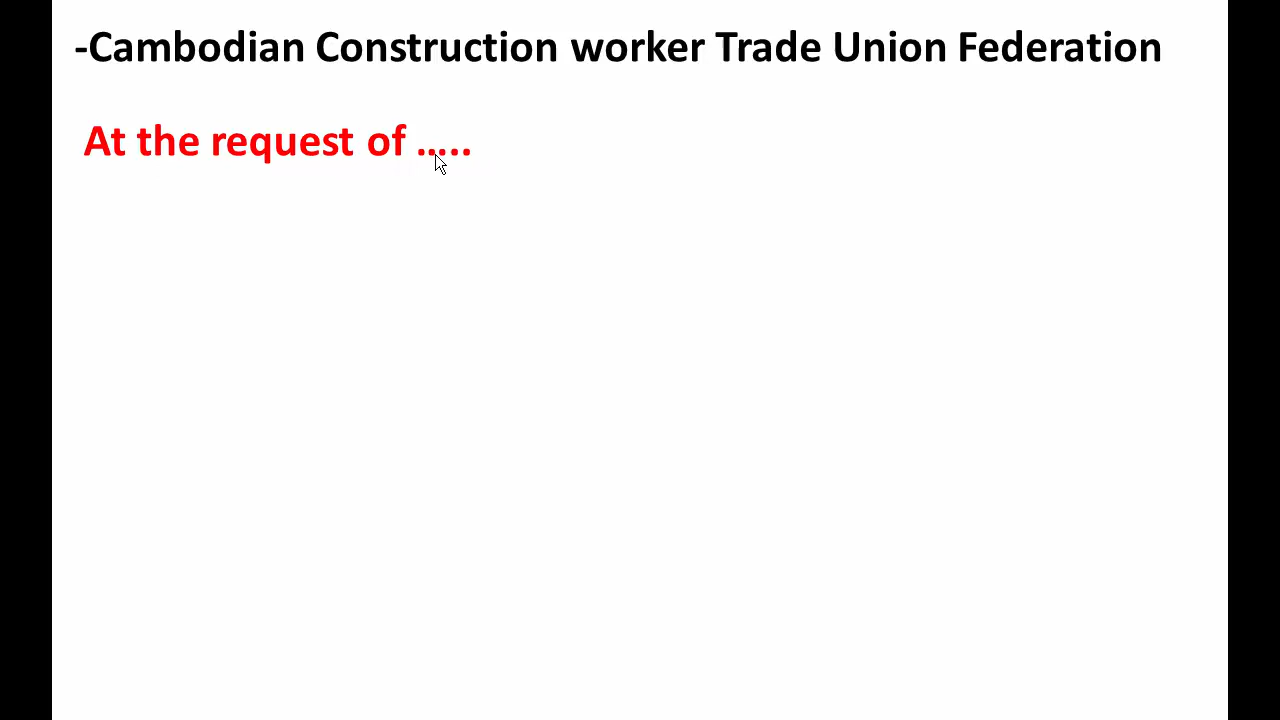 -Cambodian Construction worker Trade Union Federation
At the request of …..